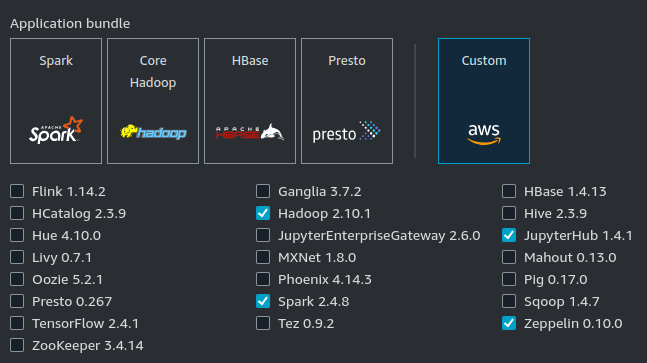 Application bundle
Spark
Core
Hadoop
HBase
Presto
Custom
APACHE
Spark
hadoop
APACHE
HBASE
presto
aws
Flink 1.14.2
Ganglia 3.7.2
HBase 1.4.13
HCatalog 2.3.9
Hadoop 2.10.1
Hive 2.3.9
Hue 4.10.0
JupyterEnterpriseGateway 2.6.0
JupyterHub 1.4.1
Livy 0.7.1
MXNet 1.8.0
Mahout 0.13.0
Oozie 5.2.1
Phoenix 4.14.3
Pig 0.17.0
Presto 0.267
Spark 2.4.8
Sqoop 1.4.7
TensorFlow 2.4.1
Tez 0.9.2
Zeppelin 0.10.0
ZooKeeper 3.4.14